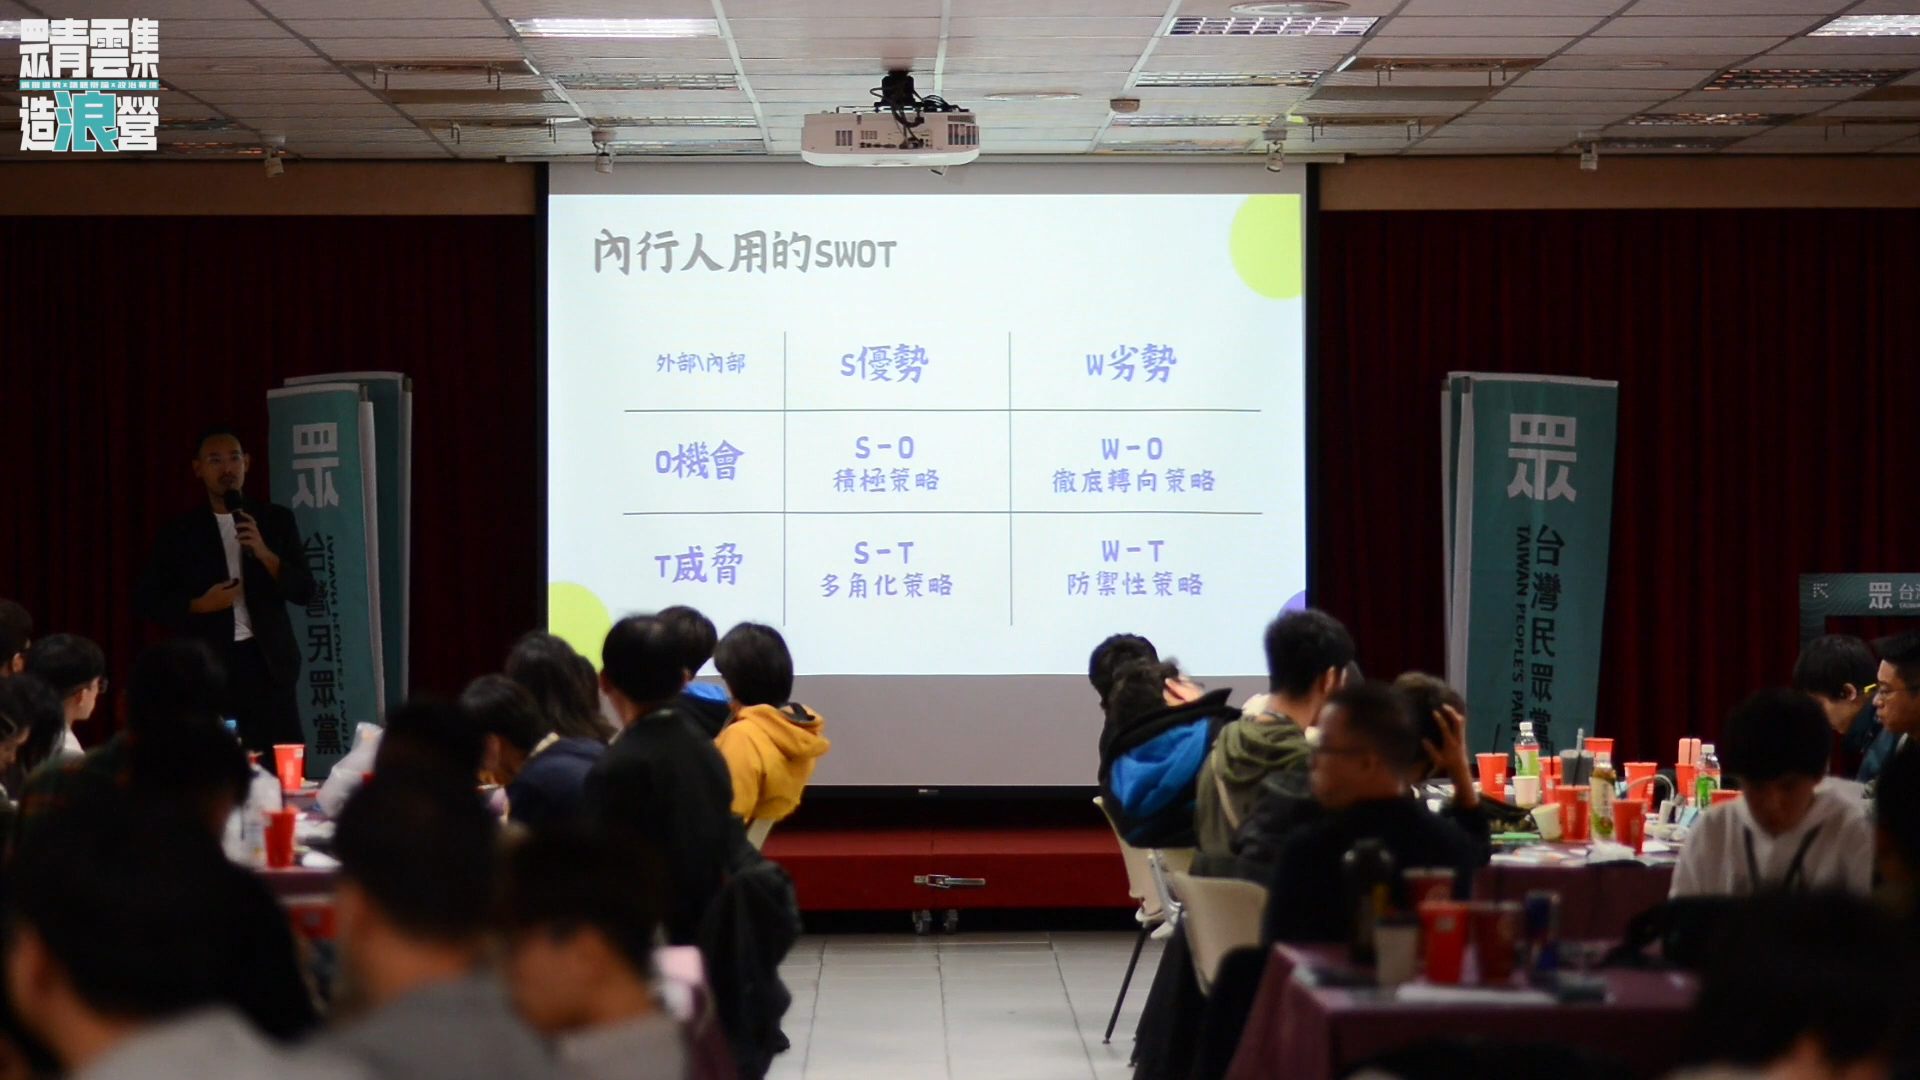 眾青雲集
造浪營
內行人用的SWOT
外部\內部
S優勢
W劣勢
O機會
S-O
積極策略
W-O
徹底轉向策略
T威脅
S-T
多角化策略
W-T
防禦性策略
眾
台灣民眾黨
眾
台灣民眾黨
TAIWAN PEOPLE'S PAR
眾 台灣